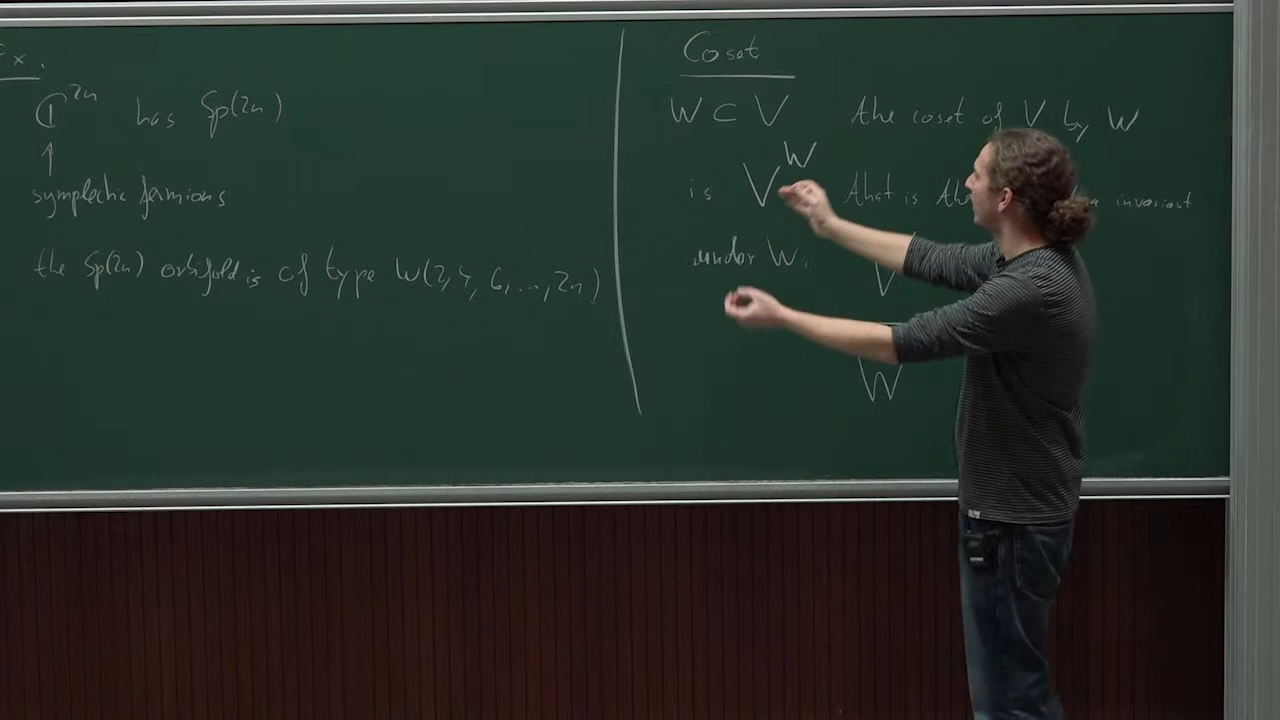 Ex.
ℂ^{2n} has Sp(2n)
↑
symplectic fermions
the Sp(2n) orbifold is of type W(2,4, 6,...,2n)
Coset
W ⊂ V the coset of V by W
is V^W that is the invariant
under W.
V
W